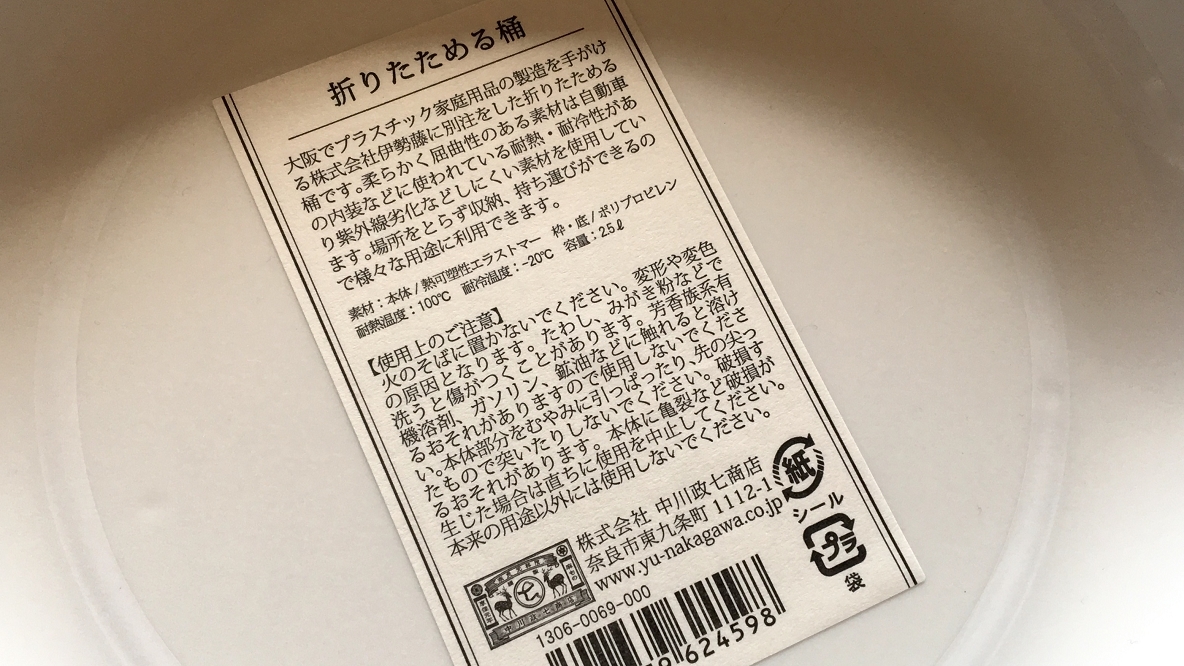 折りたためる桶
大阪でプラスチック家庭用品の製造を手がけ
る株式会社伊勢藤に別注をした折りたためる
桶です。柔らかく屈曲性のある素材は自動車
の内装などに使われている耐熱・耐冷性があ
り紫外線劣化などしにくい素材を使用してい
ます。場所をとらず収納、持ち運びができるの
で様々な用途に利用できます。
素材:本体/熱可塑性エラストマー 枠・底/ポリプロピレン
耐熱温度:100℃ 耐冷温度:-20℃ 容量:2.5ℓ
【使用上のご注意】
火のそばに置かないでください。変形や変色
の原因となります。たわし、みがき粉などで
洗うと傷がつくことがあります。芳香族系有
機溶剤、ガソリン、鉱油などに触れると溶け
るおそれがありますので使用しないでくださ
い。本体部分をむやみに引っぱったり、先の尖っ
たもので突いたりしないでください。破損す
るおそれがあります。本体に亀裂など破損が
生じた場合は直ちに使用を中止してください。
本来の用途以外には使用しないでください。
株式会社 中川政七商店
奈良市東九条町 1112-1
www.yu-nakagawa.co.jp
紙
シール
プラ
袋
七
中川政七商店
1306-0069-000
624598